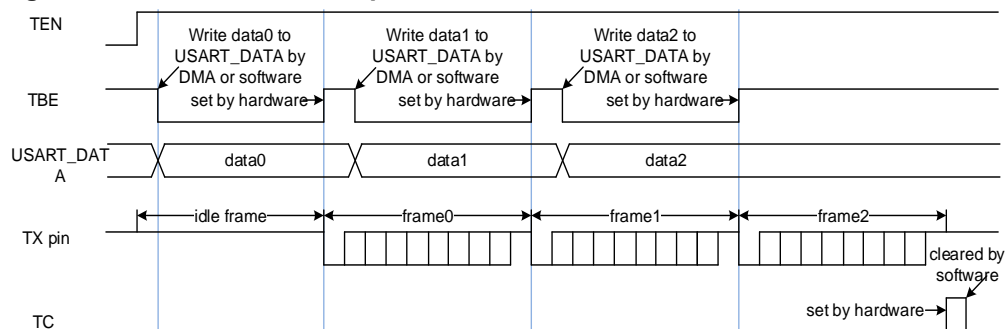 TEN
Write data0 to
USART_DATA by
DMA or software
Write data1 to
USART_DATA by
DMA or software
Write data2 to
USART_DATA by
DMA or software
TBE
set by hardware
set by hardware
set by hardware
USART_DAT
A
data0
data1
data2
idle frame
frame0
frame1
frame2
TX pin
cleared by
software
set by hardware
TC